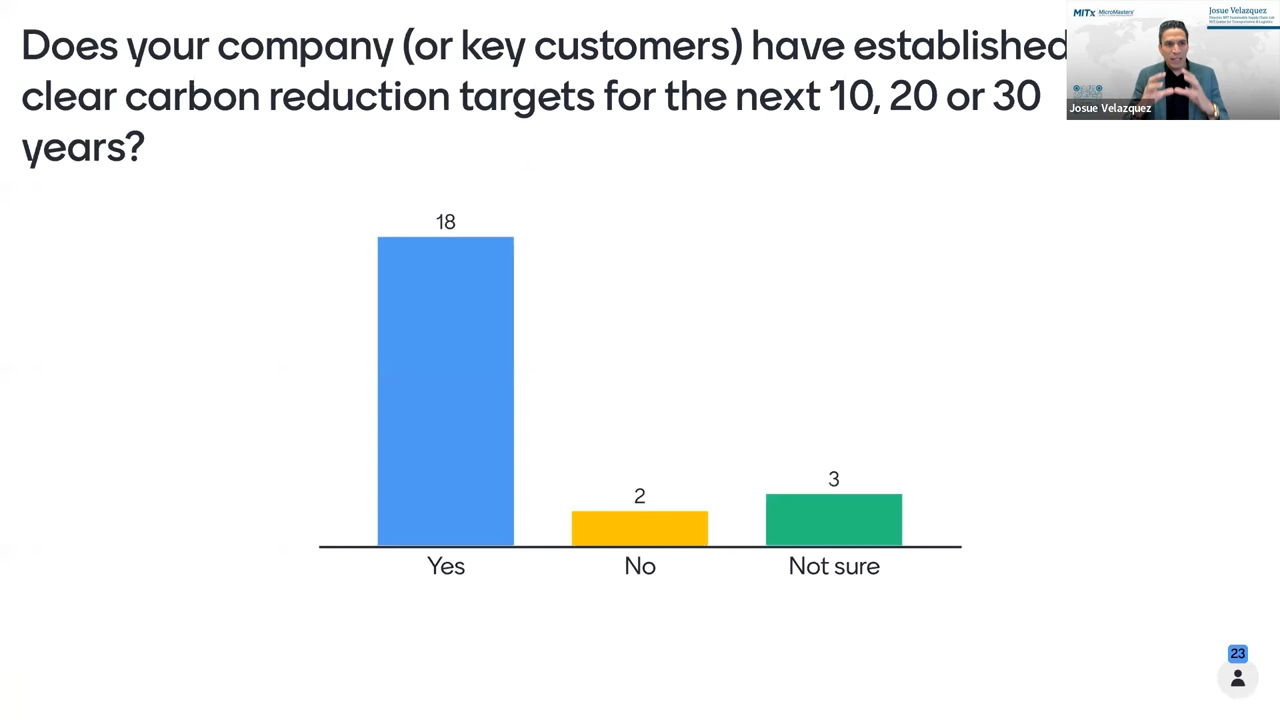 Does your company (or key customers) have established
clear carbon reduction targets for the next 10, 20 or 30
years?
MITx MicroMasters
Josue Velazquez
Josue Velazquez
18
2
3
Yes
No
Not sure
23